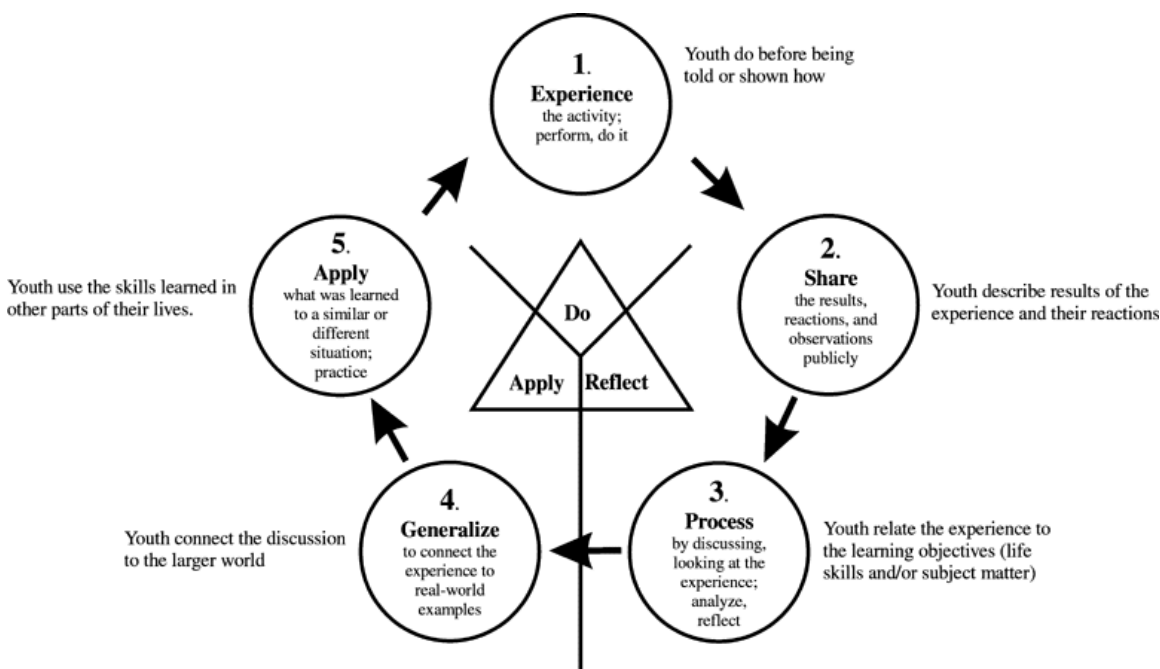 1.
Experience
the activity;
perform, do it
Youth do before being
told or shown how
2.
Share
the results,
reactions, and
observations
publicly
Youth describe results of the
experience and their reactions
3.
Process
by discussing,
looking at the
experience;
analyze,
reflect
Youth relate the experience to
the learning objectives (life
skills and/or subject matter)
4.
Generalize
to connect the
experience to
real-world
examples
Youth connect the discussion
to the larger world
5.
Apply
what was learned
to a similar or
different
situation;
practice
Youth use the skills learned in
other parts of their lives.
Do
Apply
Reflect